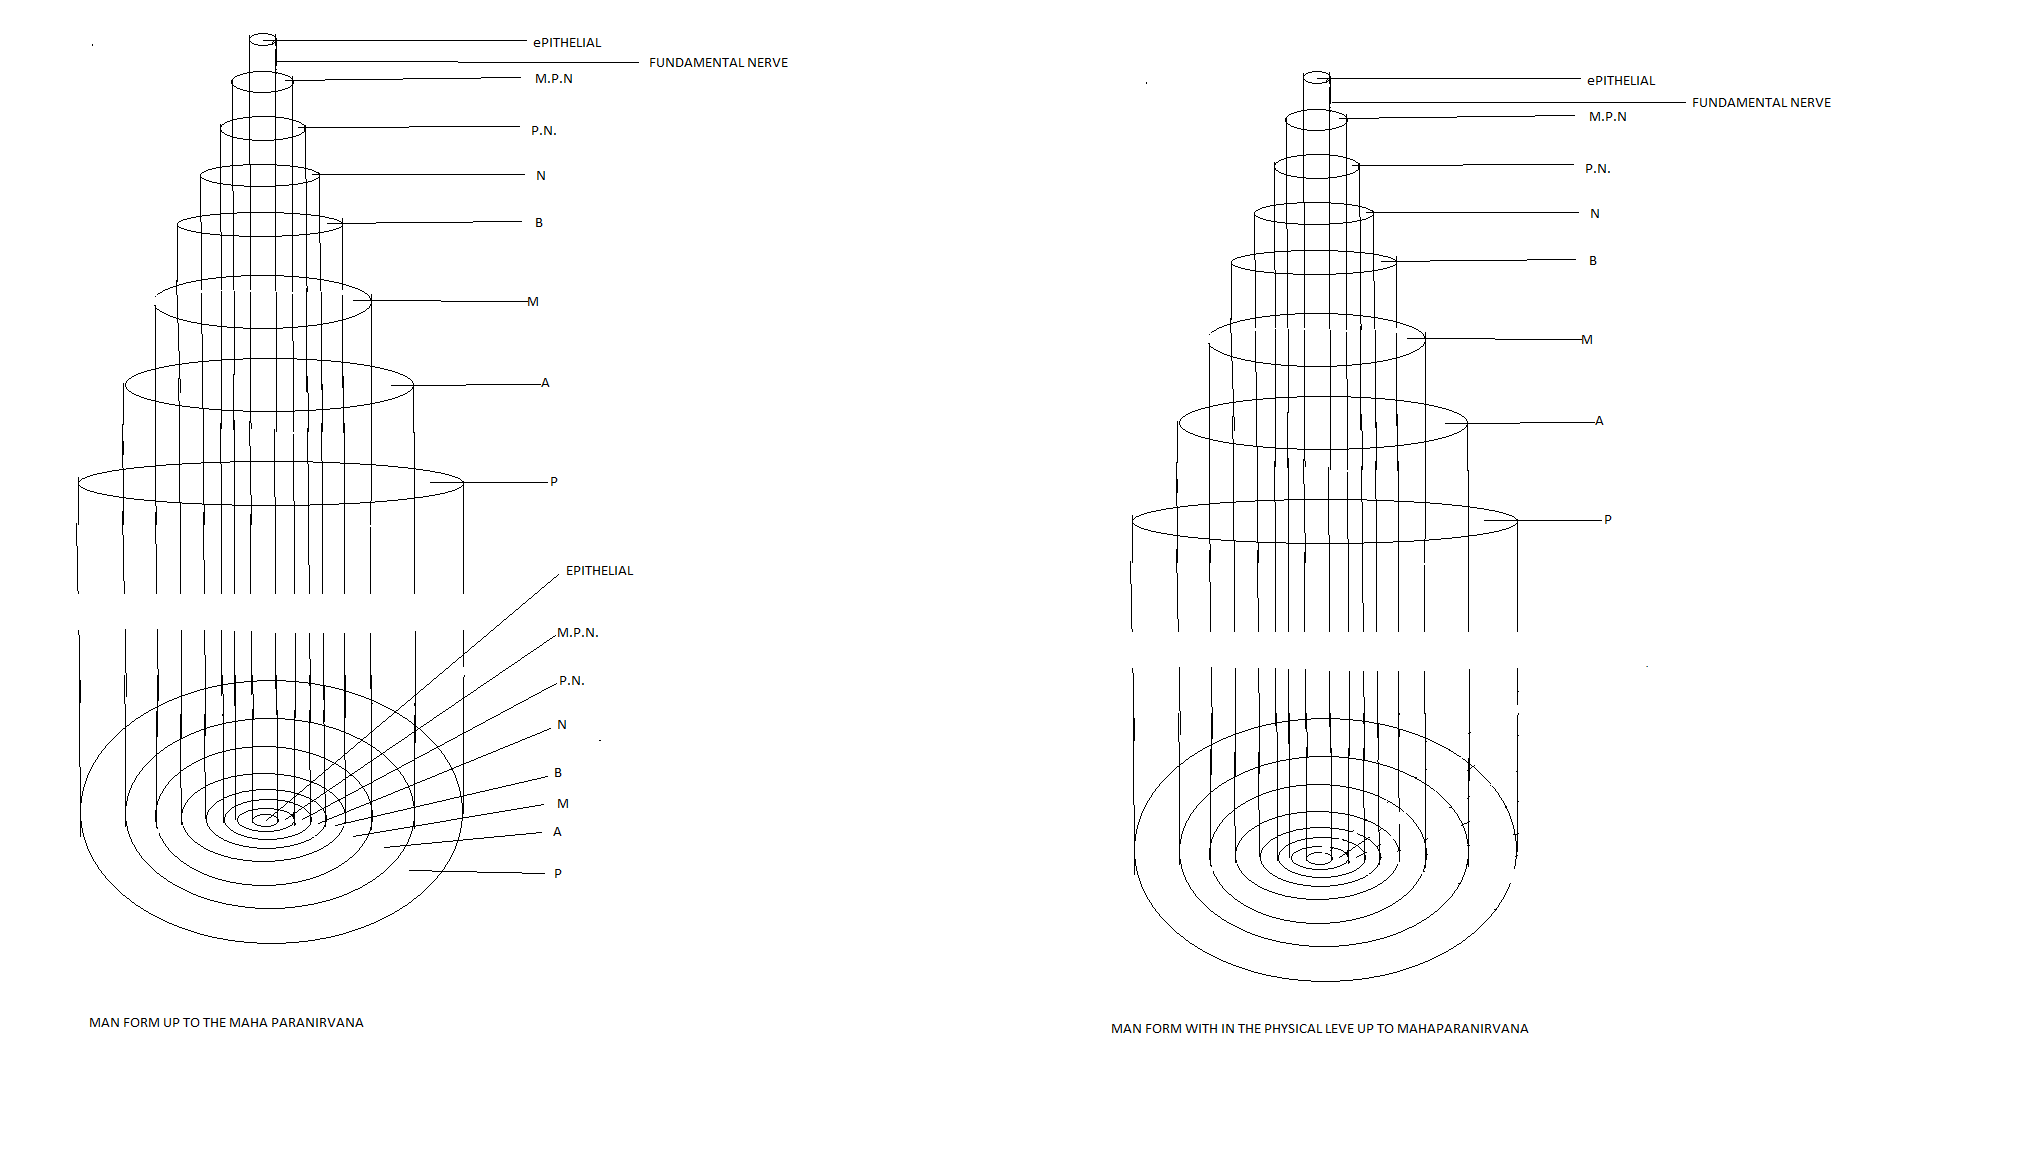 ePITHELIAL
FUNDAMENTAL NERVE
M.P.N
P.N.
N
B
M
A
P
EPITHELIAL
M.P.N.
P.N.
N
B
M
A
P
MAN FORM UP TO THE MAHA PARANIRVANA
ePITHELIAL
FUNDAMENTAL NERVE
M.P.N
P.N.
N
B
M
A
P
MAN FORM WITH IN THE PHYSICAL LEVE UP TO MAHAPARANIRVANA